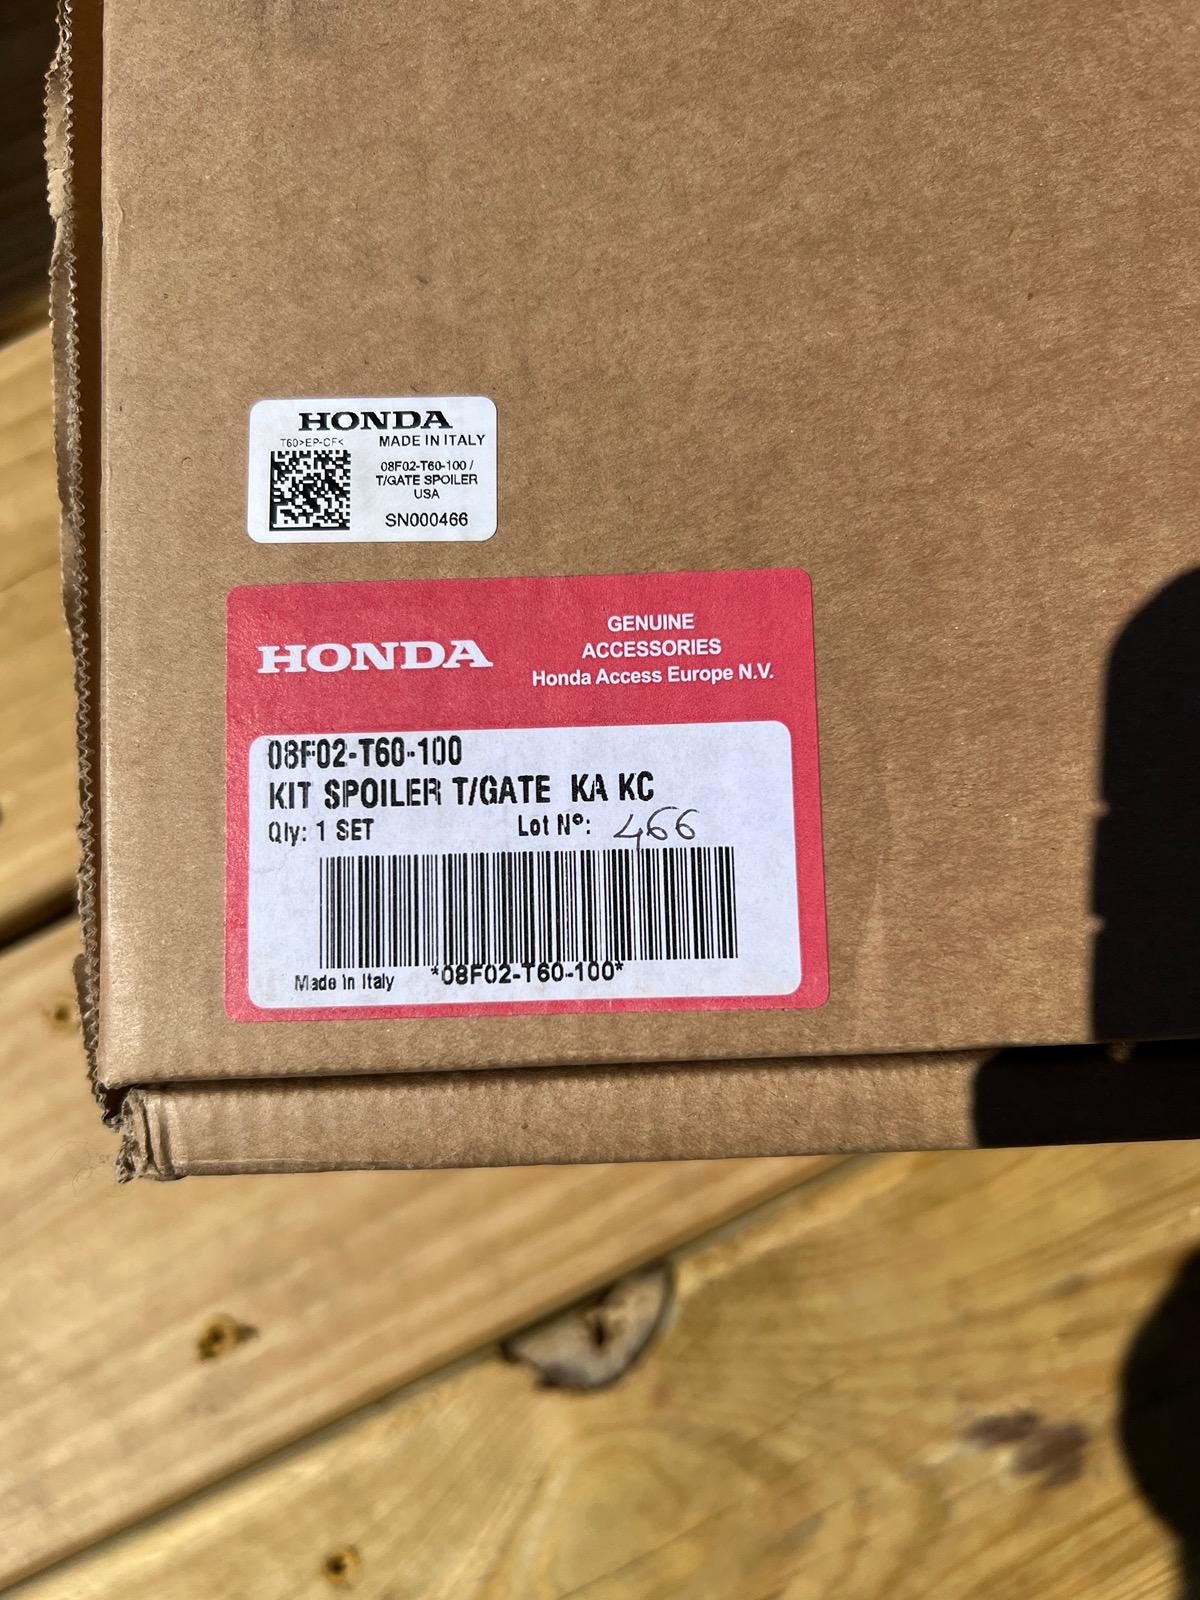 HONDA
T60>EP-CF<
MADE IN ITALY
08F02-T60-100 /
T/GATE SPOILER
USA
SN000466
HONDA
GENUINE
ACCESSORIES
Honda Access Europe N.V.
08F02-T60-100
KIT SPOILER T/GATE KA KC
Qly: 1 SET Lot N°: 466
Made in Italy *08F02-T60-100*